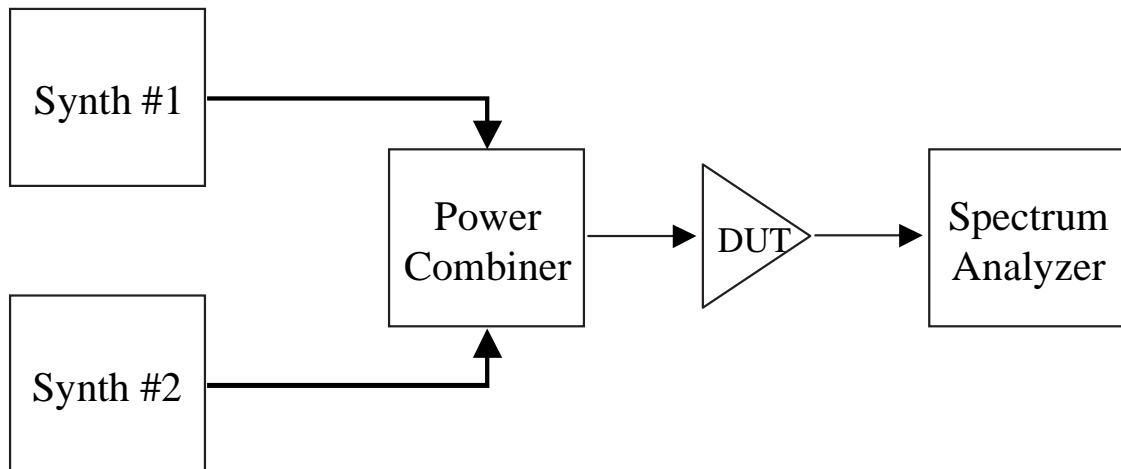 Synth #1
Power
Combiner
DUT
Spectrum
Analyzer
Synth #2